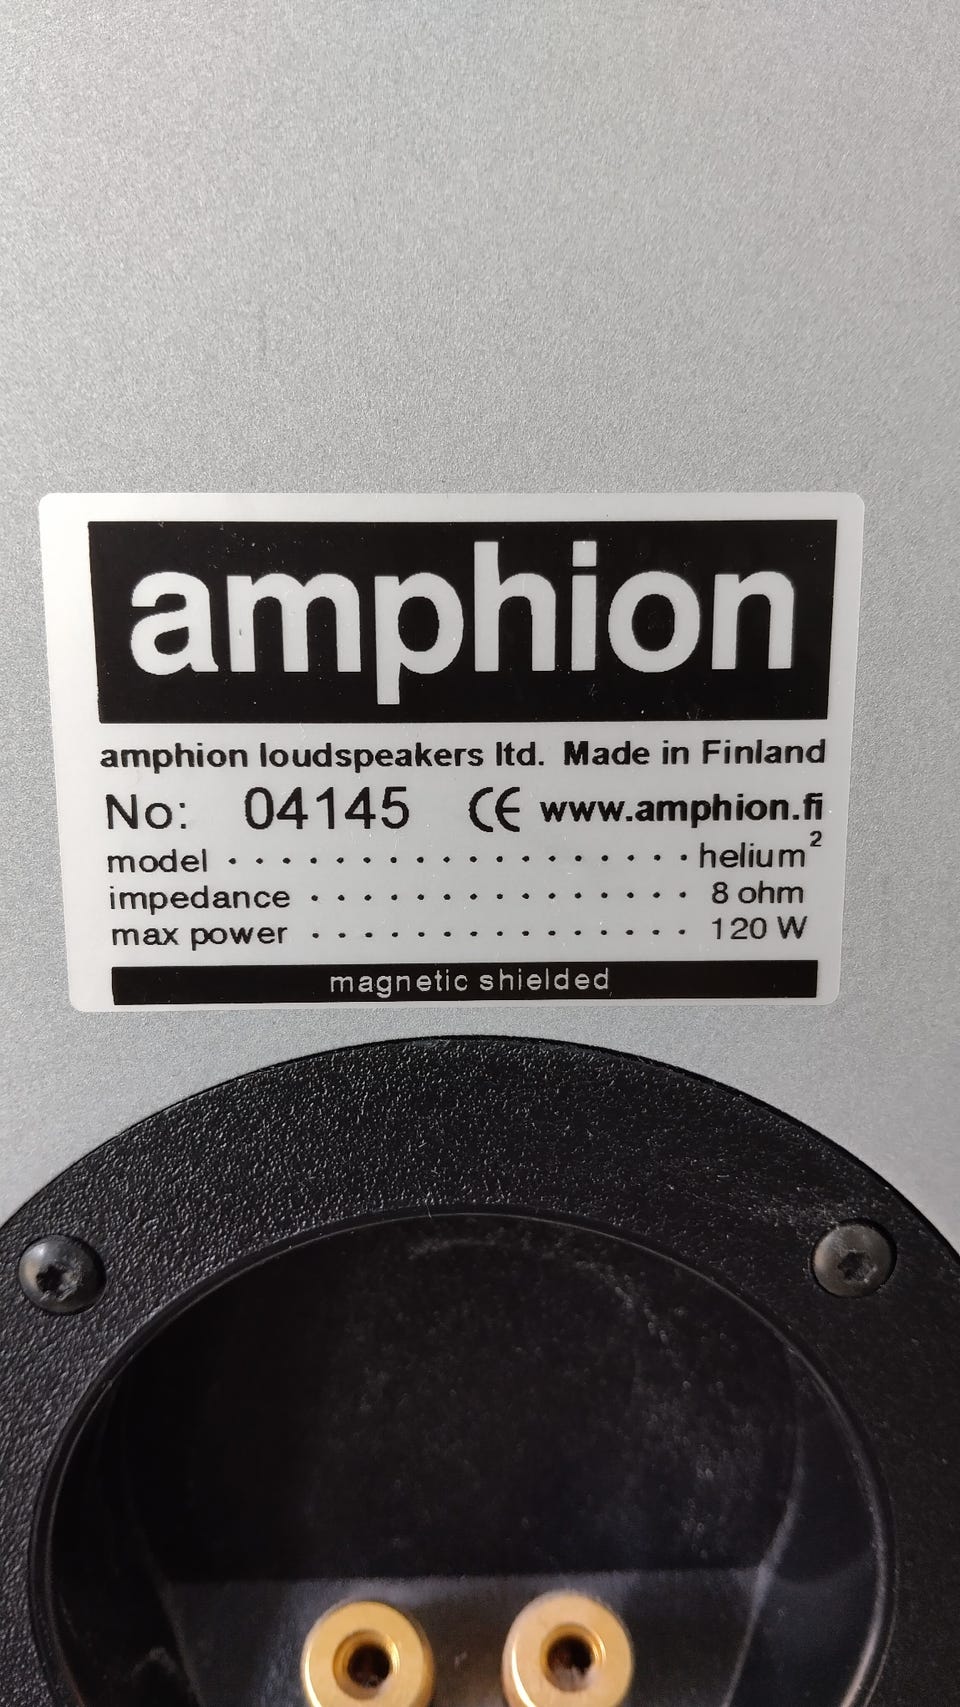 amphion
amphion loudspeakers ltd. Made in Finland
No: 04145 CE www.amphion.fi
model · · · · · · · · · · · · · · · · · · helium²
impedance · · · · · · · · · · · · · · · 8 ohm
max power · · · · · · · · · · · · · · · 120 W
magnetic shielded